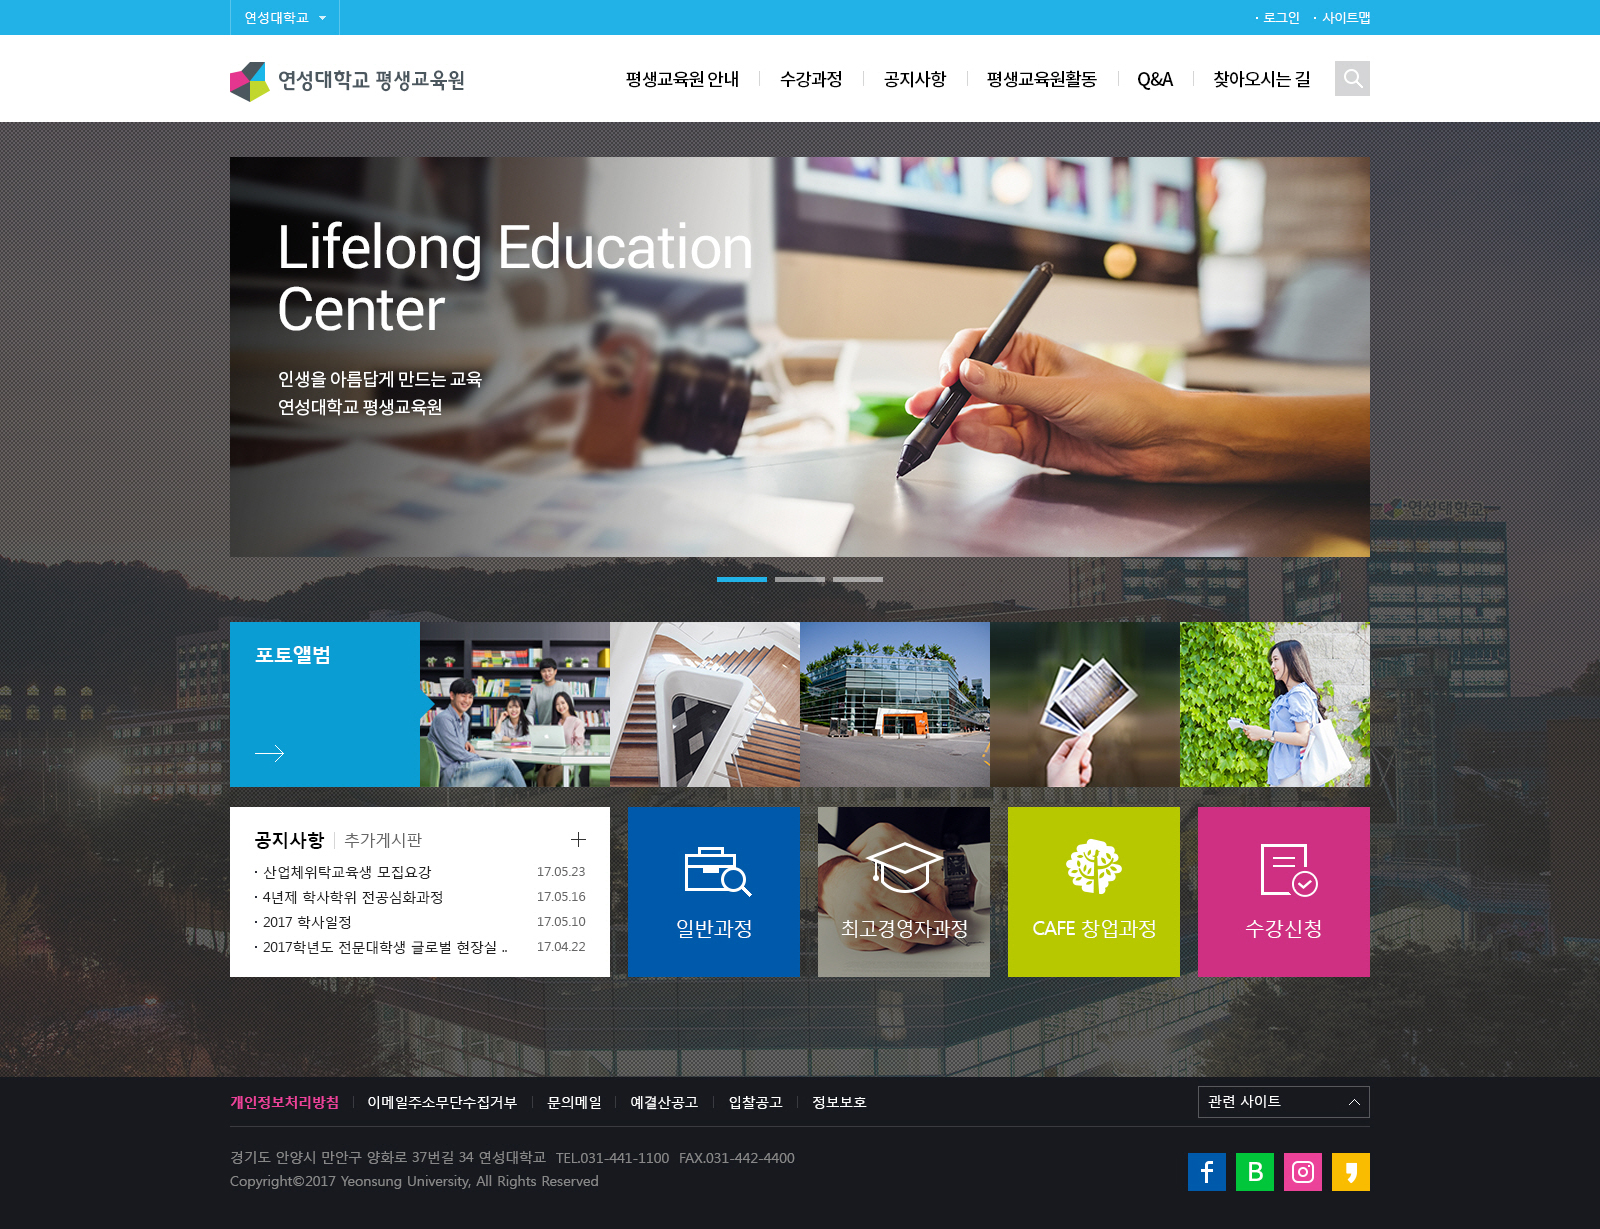 연성대학교
· 로그인 · 사이트맵
연성대학교 평생교육원
평생교육원 안내 수강과정 공지사항 평생교육원활동 Q&A 찾아오시는 길
Lifelong Education
Center
인생을 아름답게 만드는 교육
연성대학교 평생교육원
연성대학교
포토앨범
공지사항 추가게시판
· 산업체위탁교육생 모집요강 17.05.23
· 4년제 학사학위 전공심화과정 17.05.16
· 2017 학사일정 17.05.10
· 2017학년도 전문대학생 글로벌 현장실 .. 17.04.22
일반과정
최고경영자과정
CAFE 창업과정
수강신청
개인정보처리방침 이메일주소무단수집거부 문의메일 예결산공고 입찰공고 정보보호
관련 사이트
경기도 안양시 만안구 양화로 37번길 34 연성대학교 TEL.031-441-1100 FAX.031-442-4400
Copyright©2017 Yeonsung University, All Rights Reserved
f B